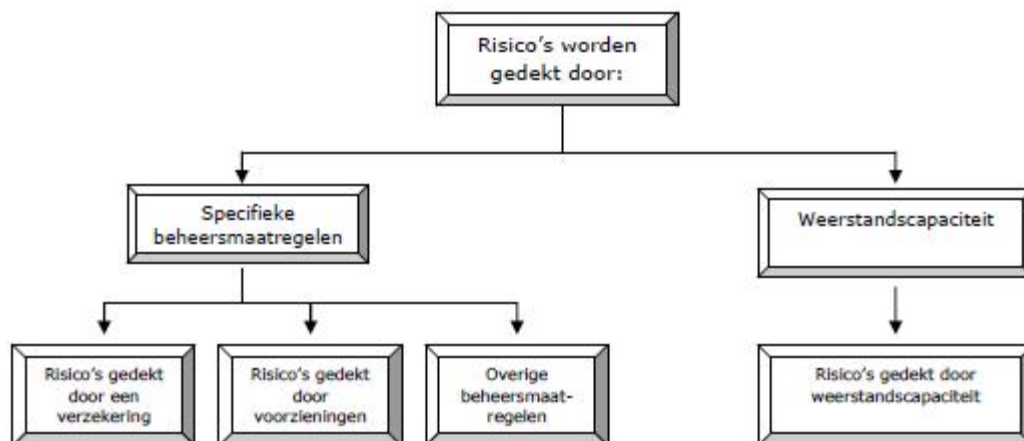 Risico's worden
gedekt door:
Specifieke
beheersmaatregelen
Weerstandscapaciteit
Risico's gedekt
door een
verzekering
Risico's gedekt
door
voorzieningen
Overige
beheersmaat-
regelen
Risico's gedekt door
weerstandscapaciteit